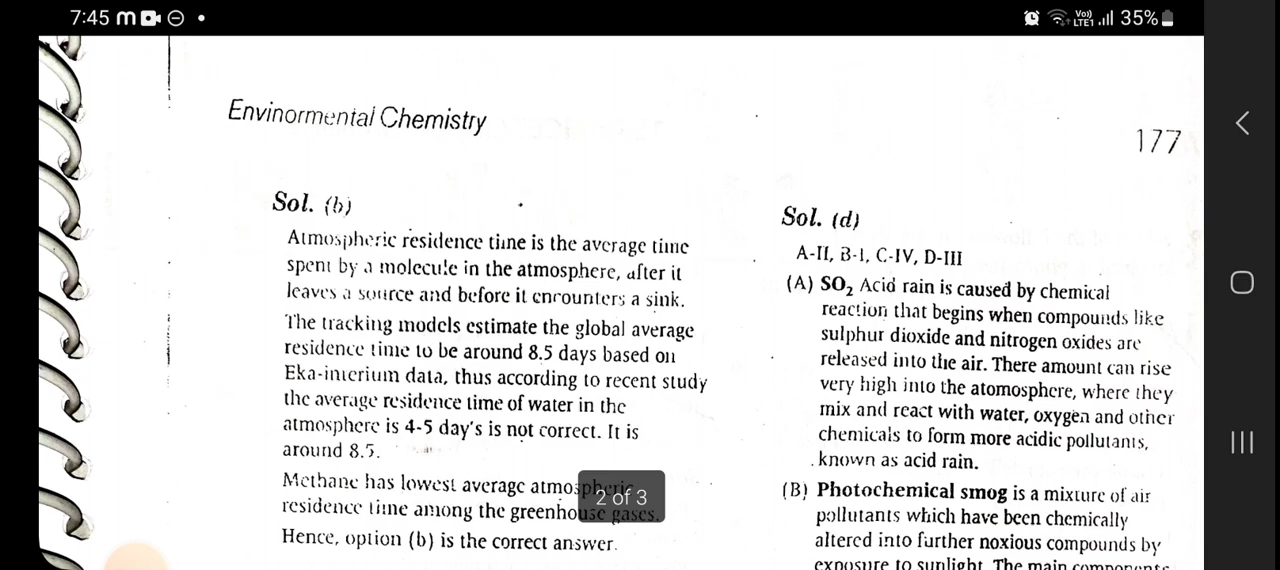 7:45
Vo))
LTE1
35%
Envinormental Chemistry
177
Sol. (b)
Atmospheric residence time is the average time
spent by a molecule in the atmosphere, after it
leaves a source and before it encounters a sink.
The tracking models estimate the global average
residence time to be around 8.5 days based on
Eka-interium data, thus according to recent study
the average residence time of water in the
atmosphere is 4-5 day's is not correct. It is
around 8.5.
Methane has lowest average atmospheric
residence time among the greenhouse gases.
Hence, option (b) is the correct answer.
2 of 3
Sol. (d)
A-II, B-I, C-IV, D-III
(A) SO₂ Acid rain is caused by chemical
reaction that begins when compounds like
sulphur dioxide and nitrogen oxides are
released into the air. There amount can rise
very high into the atomosphere, where they
mix and react with water, oxygen and other
chemicals to form more acidic pollutants,
known as acid rain.
(B) Photochemical smog is a mixture of air
pollutants which have been chemically
altered into further noxious compounds by
exposure to sunlight. The main components